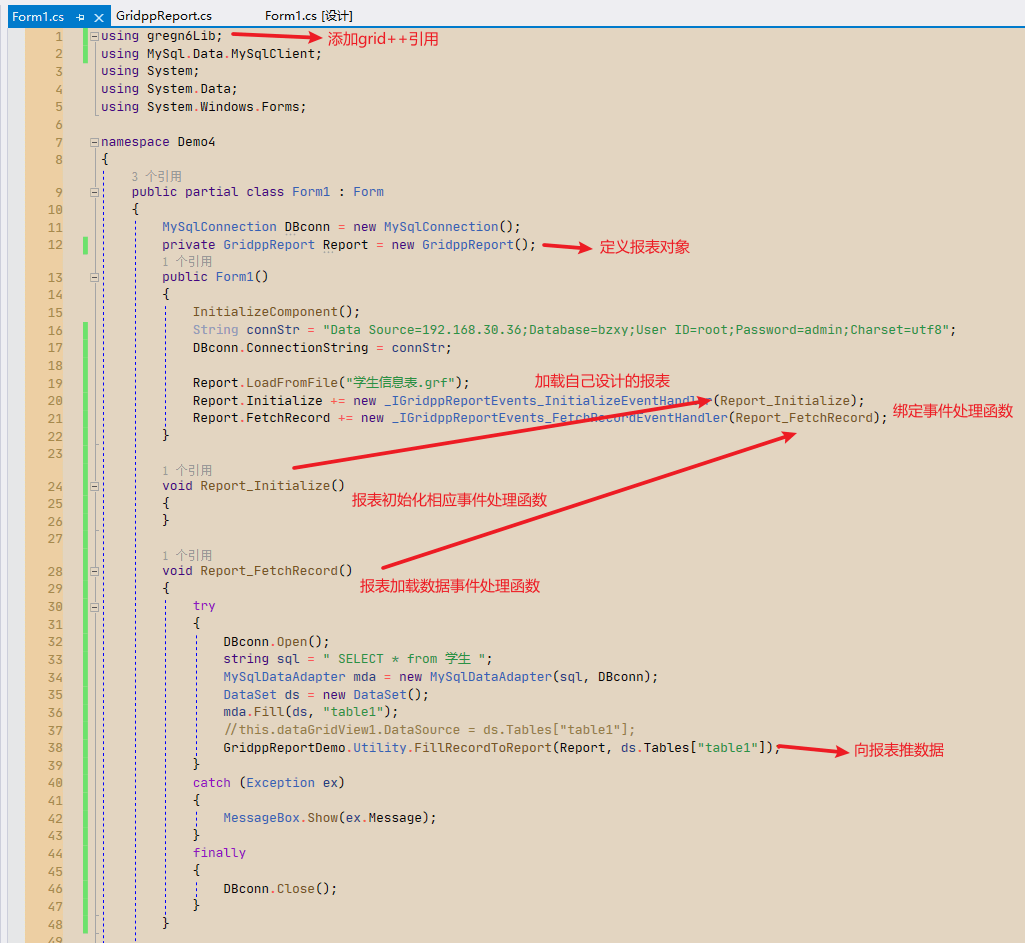 Form1.cs GridppReport.cs Form1.cs [设计]
1 using gregn6Lib; 添加grid++引用
2 using MySql.Data.MySqlClient;
3 using System;
4 using System.Data;
5 using System.Windows.Forms;
6
7 namespace Demo4
8 {
3 个引用
9 public partial class Form1 : Form
10 {
11 MySqlConnection DBconn = new MySqlConnection();
12 private GridppReport Report = new GridppReport(); 定义报表对象
1 个引用
13 public Form1()
14 {
15 InitializeComponent();
16 String connStr = "Data Source=192.168.30.36;Database=bzxy;User ID=root;Password=admin;Charset=utf8";
17 DBconn.ConnectionString = connStr;
18
19 Report.LoadFromFile("学生信息表.grf"); 加载自己设计的报表
20 Report.Initialize += new _IGridppReportEvents_InitializeEventHandler(Report_Initialize);
21 Report.FetchRecord += new _IGridppReportEvents_FetchRecordEventHandler(Report_FetchRecord); 绑定事件处理函数
22 }
23
1 个引用
24 void Report_Initialize()
25 { 报表初始化相应事件处理函数
26 }
27
1 个引用
28 void Report_FetchRecord()
29 { 报表加载数据事件处理函数
30 try
31 {
32 DBconn.Open();
33 string sql = " SELECT * from 学生 ";
34 MySqlDataAdapter mda = new MySqlDataAdapter(sql, DBconn);
35 DataSet ds = new DataSet();
36 mda.Fill(ds, "table1");
37 //this.dataGridView1.DataSource = ds.Tables["table1"];
38 GridppReportDemo.Utility.FillRecordToReport(Report, ds.Tables["table1"]); 向报表推数据
39 }
40 catch (Exception ex)
41 {
42 MessageBox.Show(ex.Message);
43 }
44 finally
45 {
46 DBconn.Close();
47 }
48 }
49